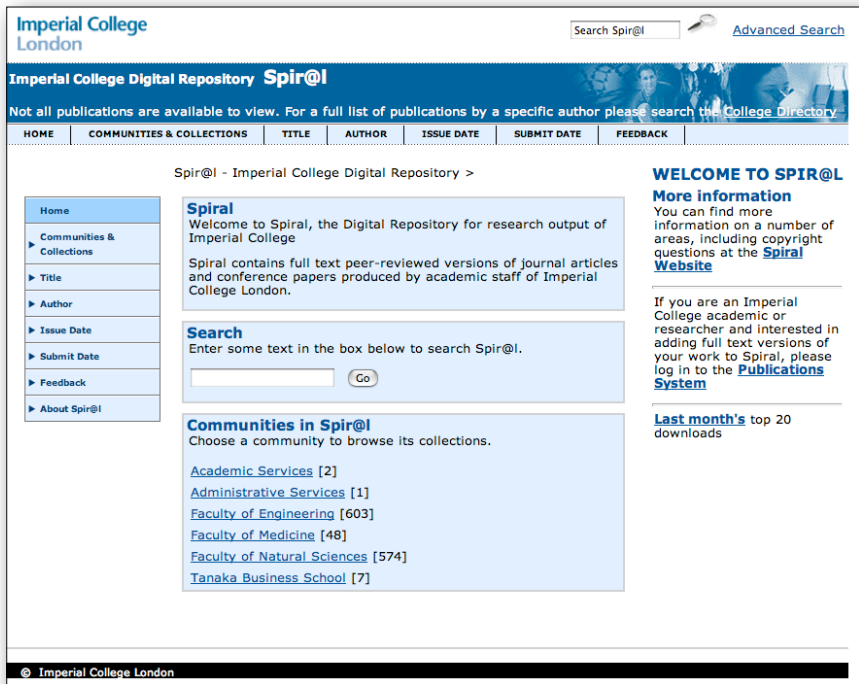 Imperial College
London
Search Spir@l
Advanced Search
Imperial College Digital Repository Spir@l
Not all publications are available to view. For a full list of publications by a specific author please search the College Directory
HOME
COMMUNITIES & COLLECTIONS
TITLE
AUTHOR
ISSUE DATE
SUBMIT DATE
FEEDBACK
Spir@l - Imperial College Digital Repository >
Home
Communities &
Collections
Title
Author
Issue Date
Submit Date
Feedback
About Spir@l
Spiral
Welcome to Spiral, the Digital Repository for research output of
Imperial College
Spiral contains full text peer-reviewed versions of journal articles
and conference papers produced by academic staff of Imperial
College London.
Search
Enter some text in the box below to search Spir@l.
Go
Communities in Spir@l
Choose a community to browse its collections.
Academic Services [2]
Administrative Services [1]
Faculty of Engineering [603]
Faculty of Medicine [48]
Faculty of Natural Sciences [574]
Tanaka Business School [7]
WELCOME TO SPIR@L
More information
You can find more
information on a number of
areas, including copyright
questions at the Spiral
Website
If you are an Imperial
College academic or
researcher and interested in
adding full text versions of
your work to Spiral, please
log in to the Publications
System
Last month's top 20
downloads
© Imperial College London